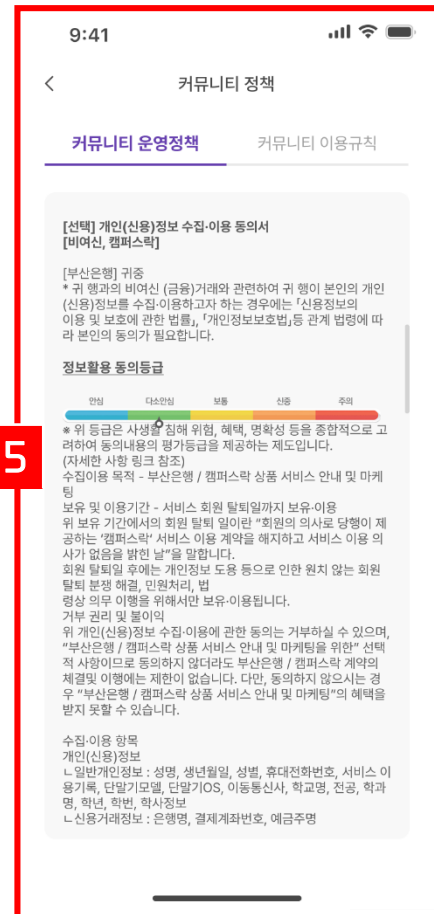 9:41
커뮤니티 정책
커뮤니티 운영정책
커뮤니티 이용규칙
[선택] 개인(신용)정보 수집·이용 동의서
[비여신, 캠퍼스락]
[부산은행] 귀중
* 귀 행과의 비여신 (금융)거래와 관련하여 귀 행이 본인의 개인
(신용)정보를 수집·이용하고자 하는 경우에는 「신용정보의
이용 및 보호에 관한 법률」, 「개인정보보호법」등 관계 법령에 따
라 본인의 동의가 필요합니다.
정보활용 동의등급
안심 다소안심 보통 신중 주의
※ 위 등급은 사생활 침해 위험, 혜택, 명확성 등을 종합적으로 고
려하여 동의내용의 평가등급을 제공하는 제도입니다.
(자세한 사항 링크 참조)
수집이용 목적 - 부산은행 / 캠퍼스락 상품 서비스 안내 및 마케
팅
보유 및 이용기간 - 서비스 회원 탈퇴일까지 보유·이용
위 보유 기간에서의 회원 탈퇴 일이란 “회원의 의사로 당행이 제
공하는 ‘캠퍼스락’ 서비스 이용 계약을 해지하고 서비스 이용 의
사가 없음을 밝힌 날”을 말합니다.
회원 탈퇴일 후에는 개인정보 도용 등으로 인한 원치 않는 회원
탈퇴 분쟁 해결, 민원처리, 법
령상 의무 이행을 위해서만 보유·이용됩니다.
거부 권리 및 불이익
위 개인(신용)정보 수집·이용에 관한 동의는 거부하실 수 있으며,
“부산은행 / 캠퍼스락 상품 서비스 안내 및 마케팅을 위한” 선택
적 사항이므로 동의하지 않더라도 부산은행 / 캠퍼스락 계약의
체결및 이행에는 제한이 없습니다. 다만, 동의하지 않으시는 경
우 “부산은행 / 캠퍼스락 상품 서비스 안내 및 마케팅”의 혜택을
받지 못할 수 있습니다.
수집·이용 항목
개인(신용)정보
ㄴ일반개인정보 : 성명, 생년월일, 성별, 휴대전화번호, 서비스 이
용기록, 단말기모델, 단말기OS, 이동통신사, 학교명, 전공, 학과
명, 학년, 학번, 학사정보
ㄴ신용거래정보 : 은행명, 결제계좌번호, 예금주명
5